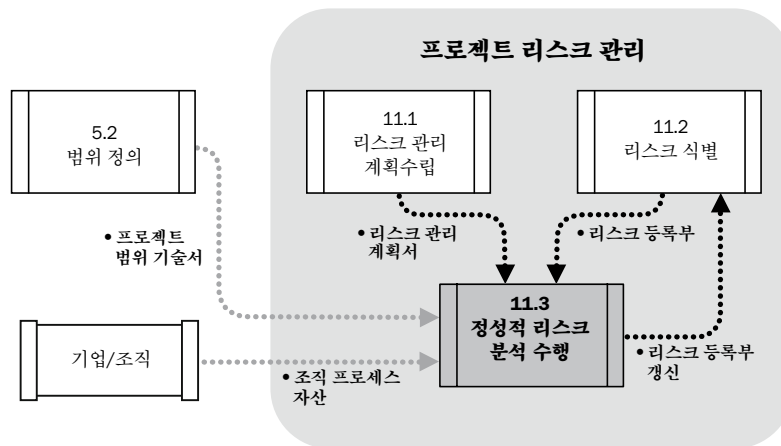 프로젝트 리스크 관리
5.2
범위 정의
11.1
리스크 관리
계획수립
11.2
리스크 식별
• 프로젝트
범위 기술서
• 리스크 관리
계획서
• 리스크 등록부
11.3
정성적 리스크
분석 수행
기업/조직
• 조직 프로세스
자산
• 리스크 등록부
갱신